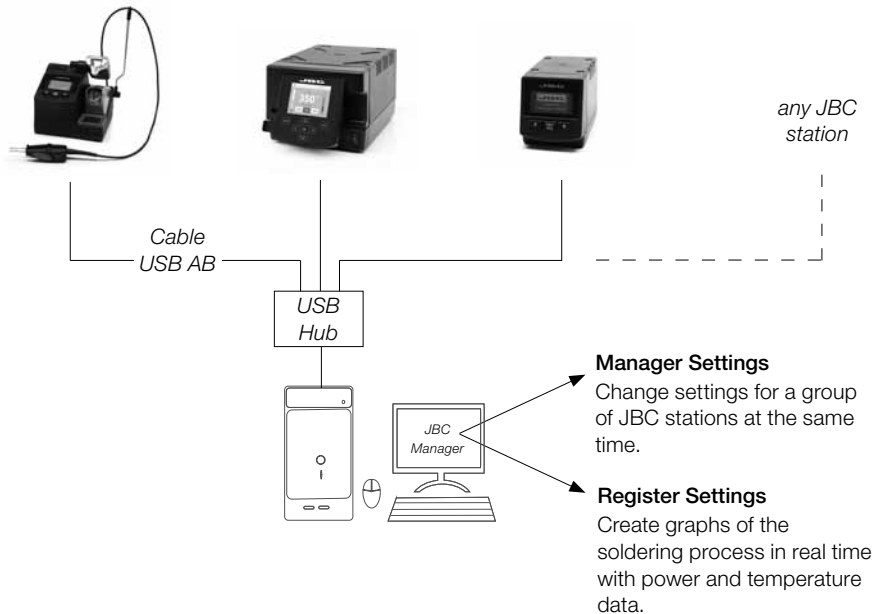 JBC
350
any JBC
station
Cable
USB AB
USB
Hub
JBC
Manager
Manager Settings
Change settings for a group
of JBC stations at the same
time.
Register Settings
Create graphs of the
soldering process in real time
with power and temperature
data.